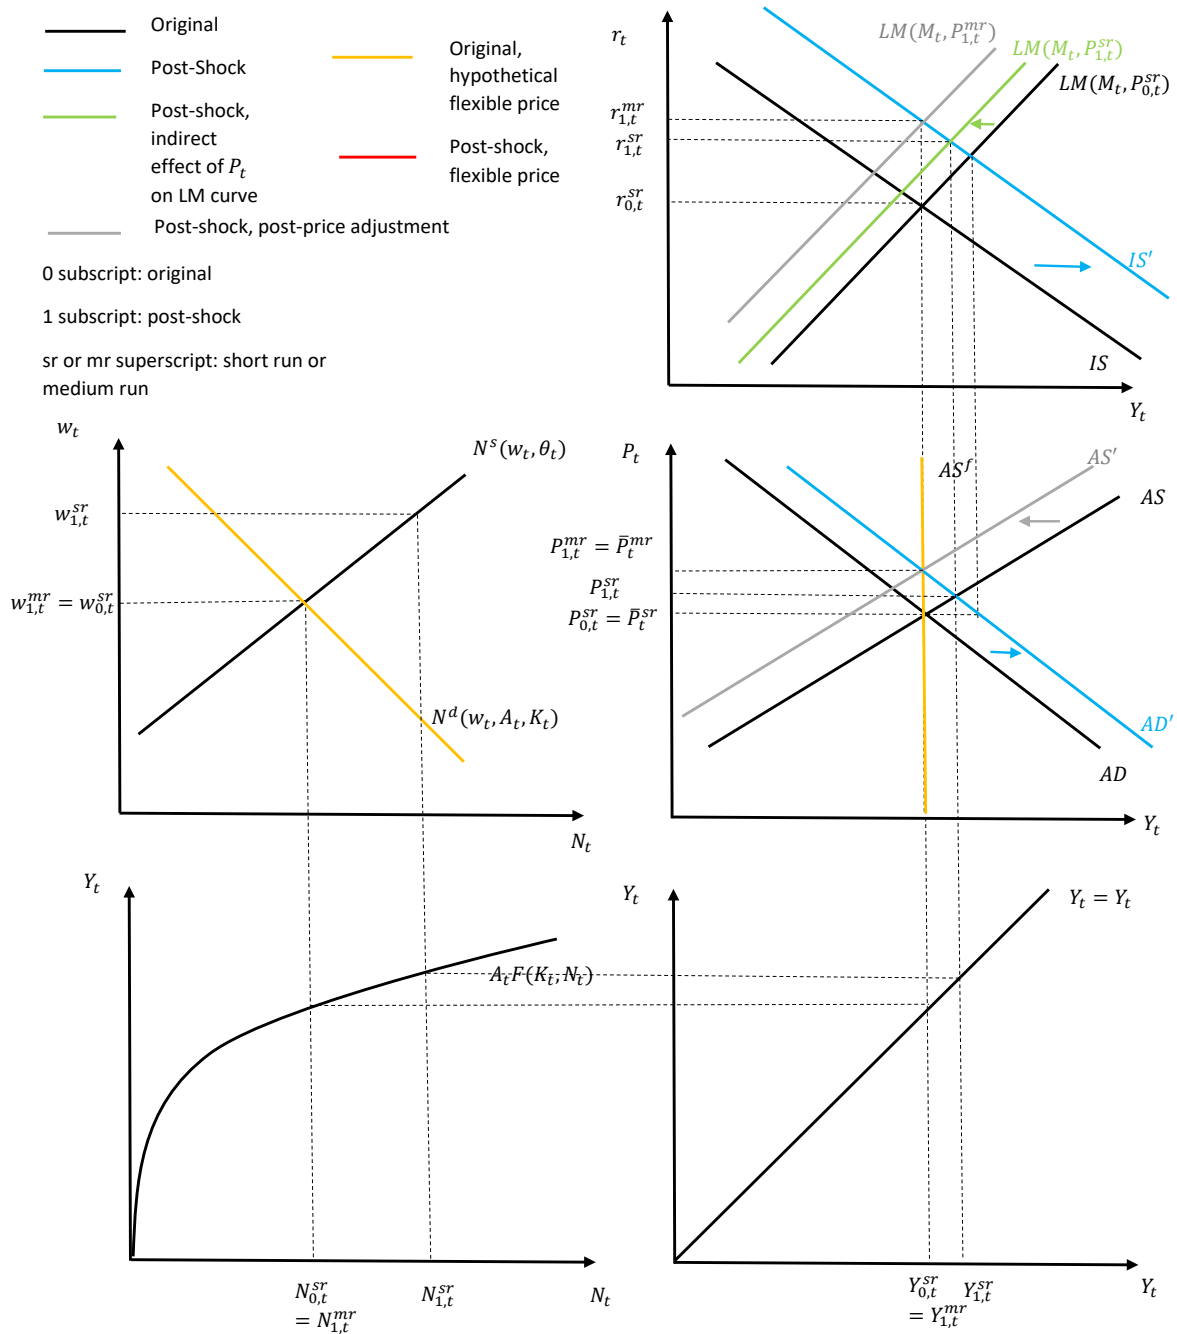 Original
Post-Shock
Post-shock,
indirect
effect of $P_t$
on LM curve
Original,
hypothetical
flexible price
Post-shock,
flexible price
Post-shock, post-price adjustment
0 subscript: original
1 subscript: post-shock
sr or mr superscript: short run or
medium run
$r_t$
$LM(M_t, P_{1,t}^{mr})$
$LM(M_t, P_{1,t}^{sr})$
$LM(M_t, P_{0,t}^{sr})$
$r_{1,t}^{mr}$
$r_{1,t}^{sr}$
$r_{0,t}^{sr}$
$IS'$
$IS$
$Y_t$
$w_t$
$N^s(w_t, \theta_t)$
$w_{1,t}^{sr}$
$w_{1,t}^{mr} = w_{0,t}^{sr}$
$N^d(w_t, A_t, K_t)$
$N_t$
$P_t$
$AS^f$
$AS'$
$AS$
$P_{1,t}^{mr} = \bar{P}_t^{mr}$
$P_{1,t}^{sr}$
$P_{0,t}^{sr} = \bar{P}_t^{sr}$
$AD'$
$AD$
$Y_t$
$Y_t$
$A_t F(K_t, N_t)$
$N_{0,t}^{sr}$
$= N_{1,t}^{mr}$
$N_{1,t}^{sr}$
$N_t$
$Y_t$
$Y_t = Y_t$
$Y_{0,t}^{sr}$
$= Y_{1,t}^{mr}$
$Y_{1,t}^{sr}$
$Y_t$